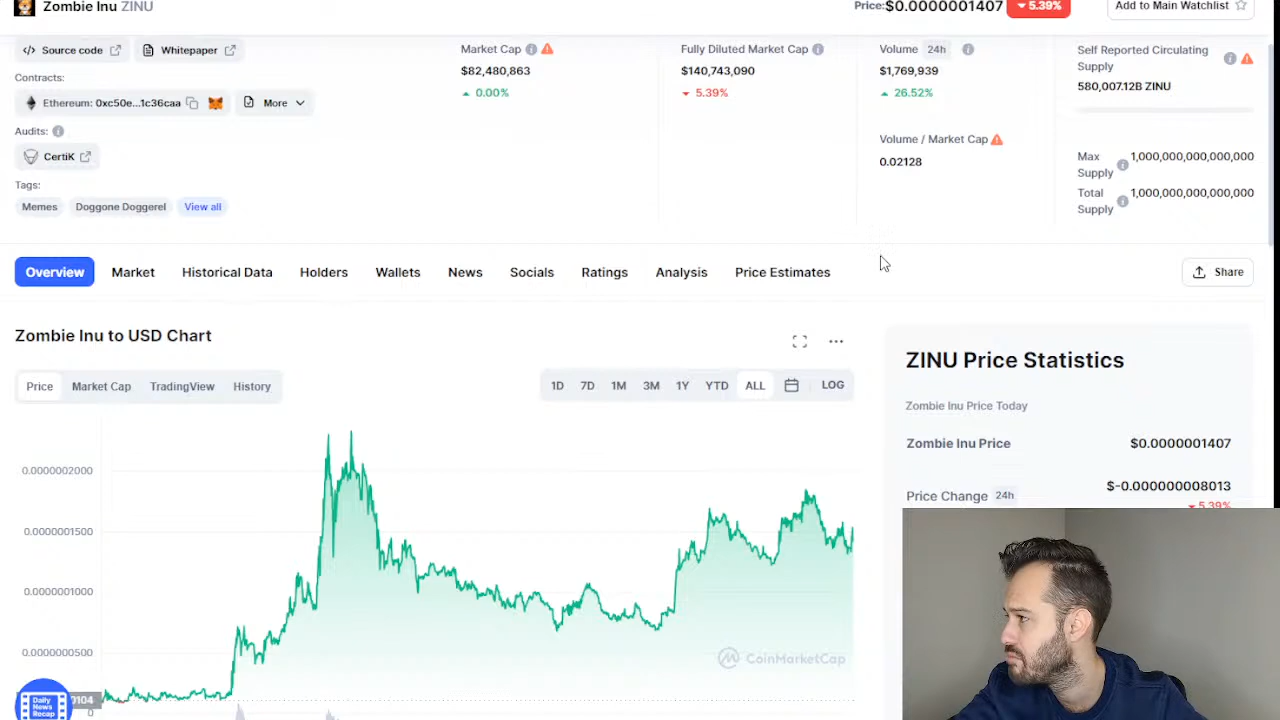 Zombie Inu ZINU
Price:$0.0000001407
5.39%
Add to Main Watchlist
Source code
Whitepaper
Contracts:
Ethereum: 0xc50e...1c36caa
More
Audits:
CertiK
Tags:
Memes
Doggone Doggerel
View all
Market Cap
$82,480,863
0.00%
Fully Diluted Market Cap
$140,743,090
5.39%
Volume 24h
$1,769,939
26.52%
Volume / Market Cap
0.02128
Self Reported Circulating
Supply
580,007.12B ZINU
Max
Supply
1,000,000,000,000,000
Total
Supply
1,000,000,000,000,000
Overview
Market
Historical Data
Holders
Wallets
News
Socials
Ratings
Analysis
Price Estimates
Share
Zombie Inu to USD Chart
Price
Market Cap
TradingView
History
1D
7D
1M
3M
1Y
YTD
ALL
LOG
0.0000002000
0.0000001500
0.0000001000
0.0000000500
0104
0
CoinMarketCap
Daily
News
Recap
ZINU Price Statistics
Zombie Inu Price Today
Zombie Inu Price
$0.0000001407
Price Change 24h
$-0.000000008013
5.39%